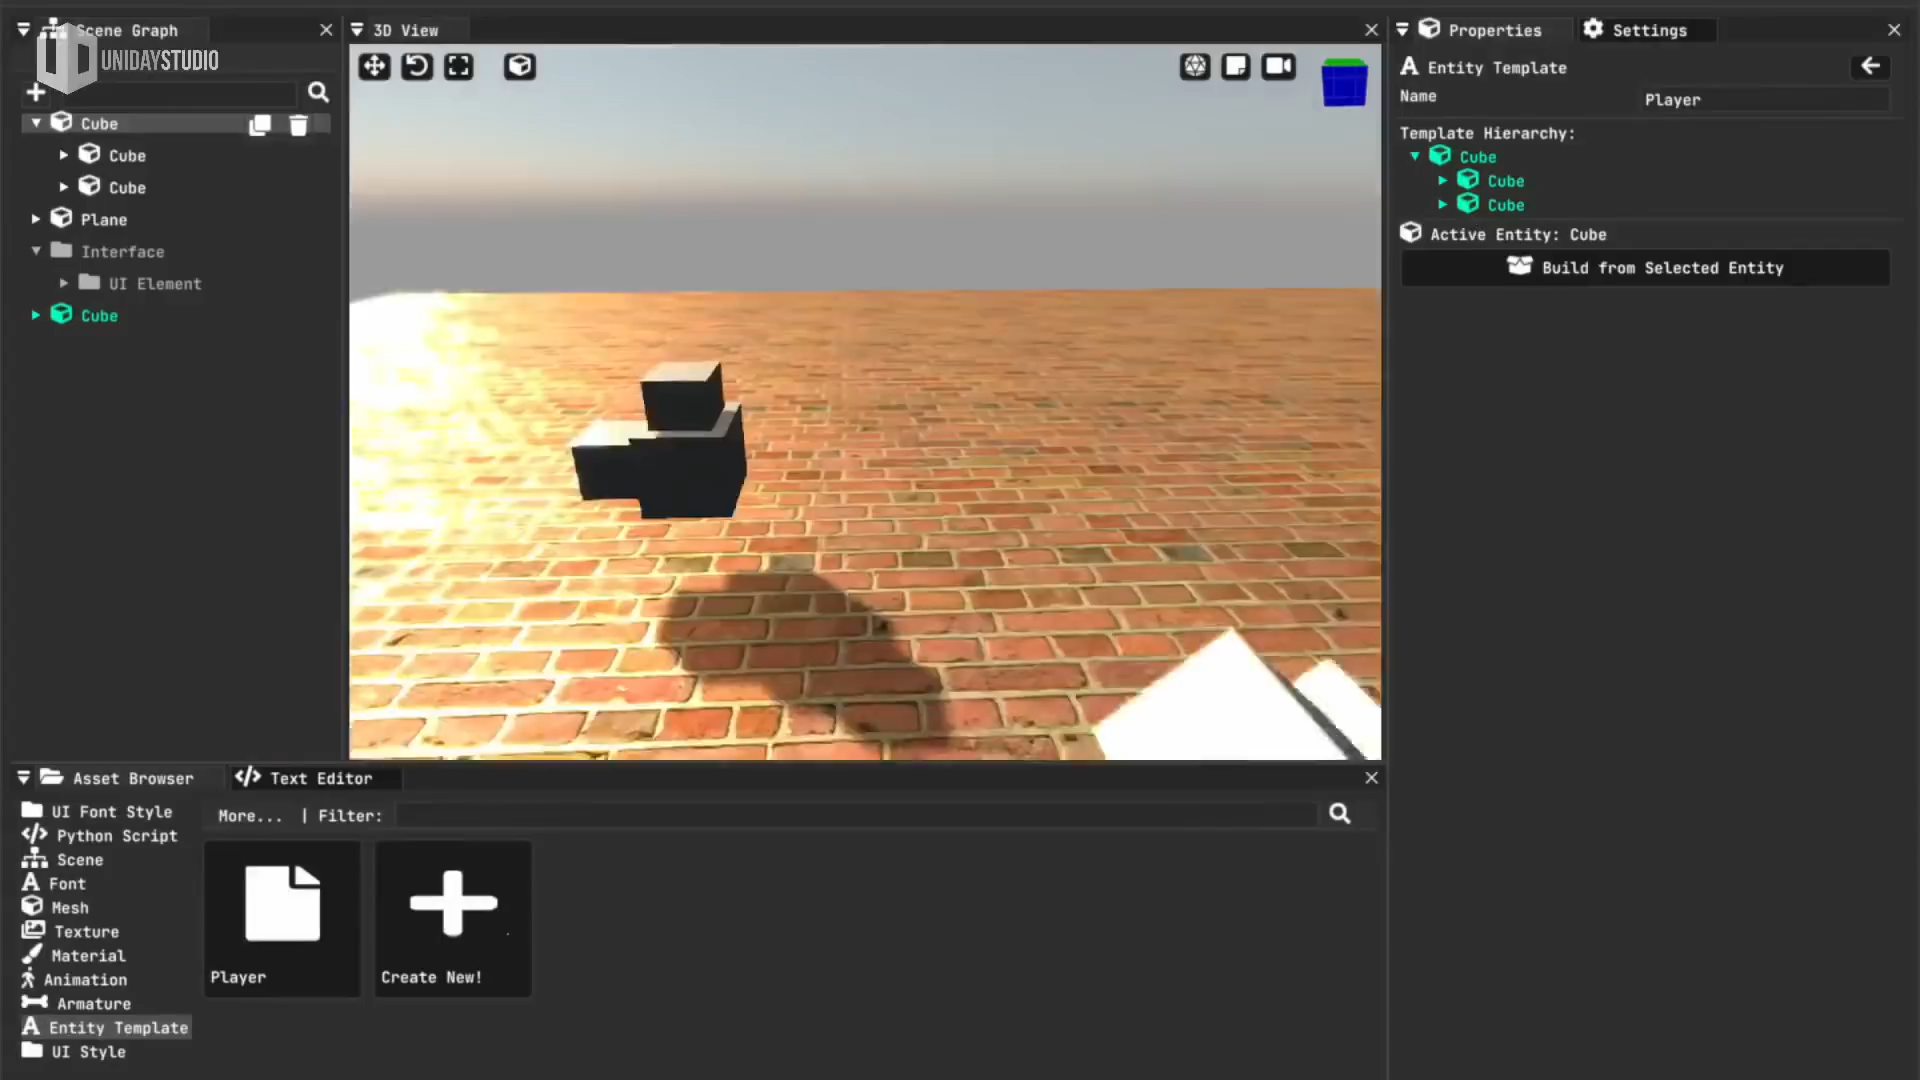 Scene Graph
UNIDAYSTUDIO
Cube
Cube
Cube
Plane
Interface
UI Element
Cube
3D View
Properties
Settings
Entity Template
Name
Player
Template Hierarchy:
Cube
Cube
Cube
Active Entity: Cube
Build from Selected Entity
Asset Browser
Text Editor
UI Font Style
Python Script
Scene
Font
Mesh
Texture
Material
Animation
Armature
Entity Template
UI Style
More... | Filter:
Player
Create New!